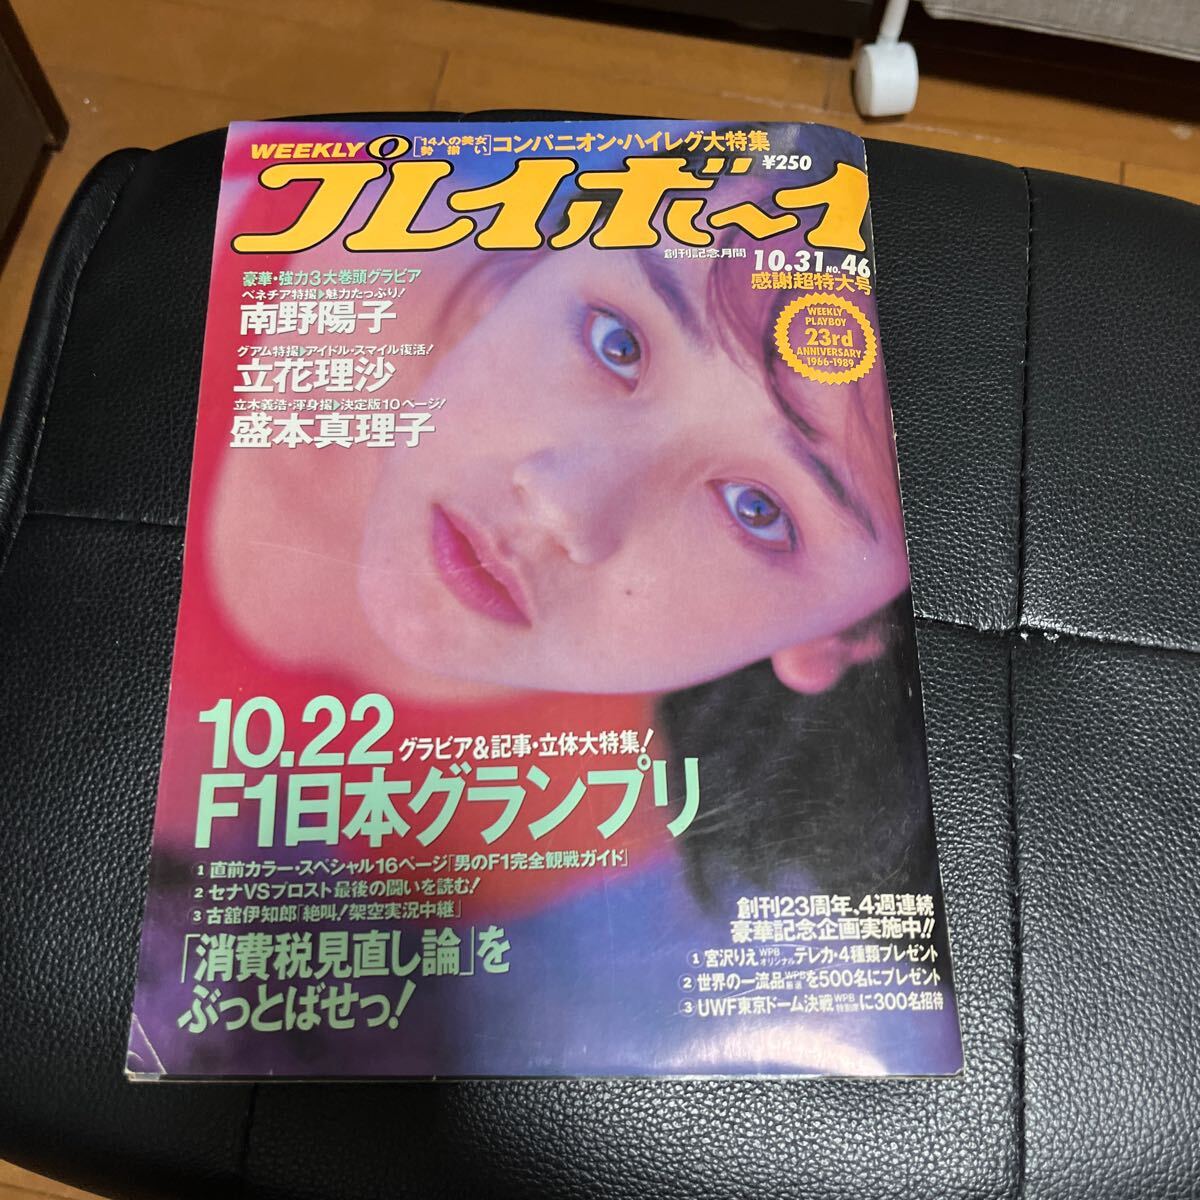 WEEKLY
['14人の美女勢揃い]コンパニオン・ハイレグ大特集
¥250
プレイボーイ
創刊記念月間
10.31 NO.46
感謝超特大号
WEEKLY
PLAYBOY
23rd
ANNIVERSARY
1966-1989
豪華・強力3大巻頭グラビア
ベネチア特撮▶魅力たっぷり!
南野陽子
グアム特撮▶アイドル・スマイル復活!
立花理沙
立木義浩・渾身撮▶決定版10ページ!
盛本真理子
10.22
グラビア&記事・立体大特集!
F1日本グランプリ
1 直前カラー・スペシャル16ページ「男のF1完全観戦ガイド」
2 セナVSプロスト最後の闘いを読む!
3 古舘伊知郎「絶叫!架空実況中継」
「消費税見直し論」を
ぶっとばせっ!
創刊23周年、4週連続
豪華記念企画実施中!!
1 宮沢りえWPBオリジナルテレカ・4種類プレゼント
2 世界の一流品WPB厳選を500名にプレゼント
3 UWF東京ドーム決戦WPB特別席に300名招待